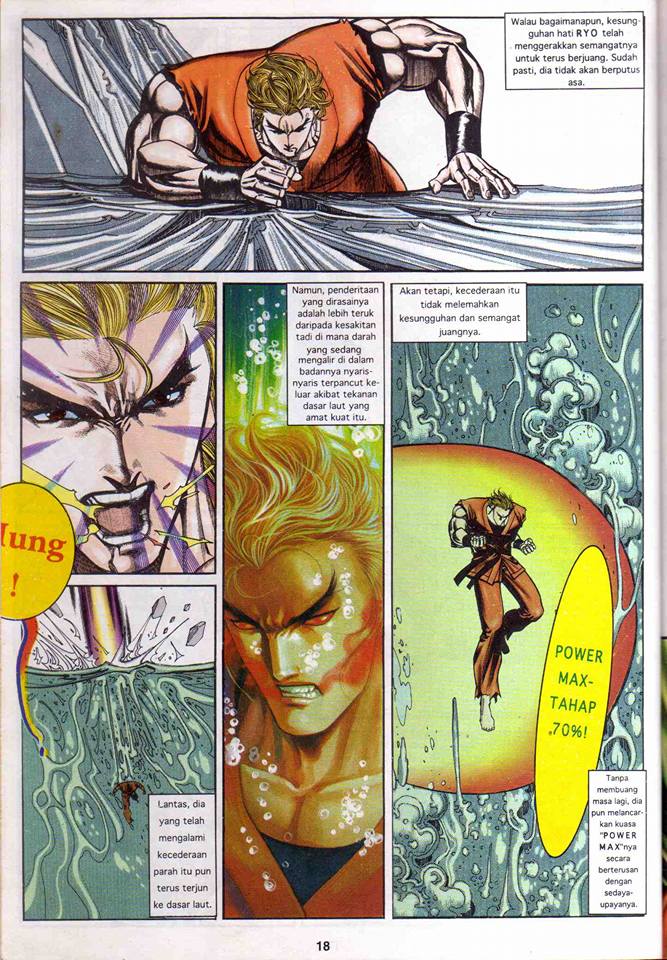 Walau bagaimanapun, kesung-
guhan hati RYO telah
menggerakkan semangatnya
untuk terus berjuang. Sudah
pasti, dia tidak akan berputus
asa.
Hung
!
Lantas, dia
yang telah
mengalami
kecederaan
parah itu pun
terus terjun
ke dasar laut.
Namun, penderitaan
yang dirasainya
adalah lebih teruk
daripada kesakitan
tadi di mana darah
yang sedang
mengalir di dalam
badannya nyaris-
nyaris terpancut ke-
luar akibat tekanan
dasar laut yang
amat kuat itu.
Akan tetapi, kecederaan itu
tidak melemahkan
kesungguhan dan semangat
juangnya.
POWER
MAX-
TAHAP
70%!
Tanpa
membuang
masa lagi, dia
pun melancar-
kan kuasa
"POWER
MAX"nya
secara
berterusan
dengan
sedaya-
upayanya.
18